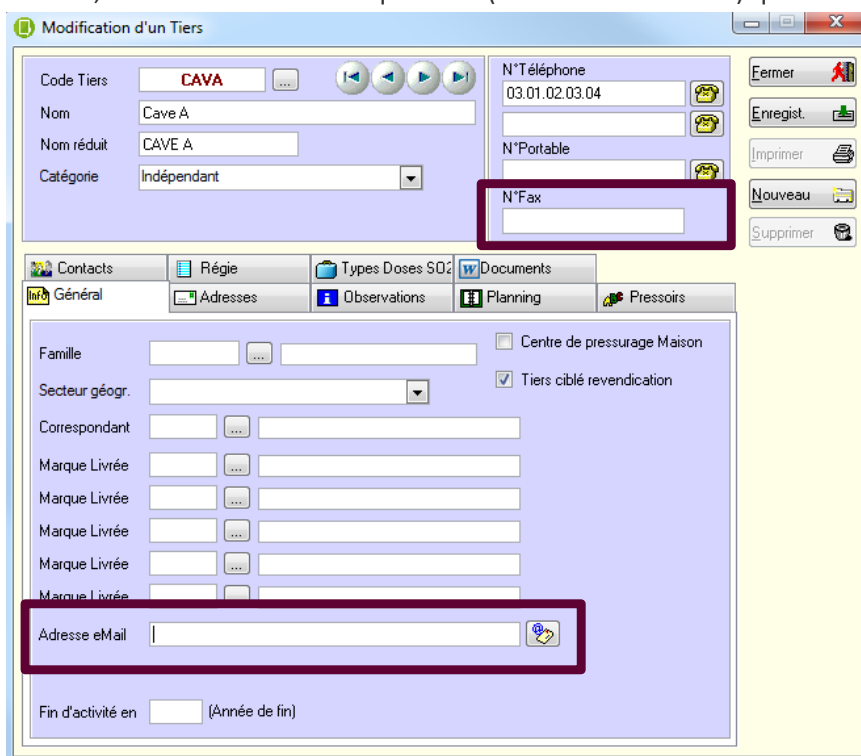 Modification d'un Tiers
Code Tiers CAVA ...
Nom Cave A
Nom réduit CAVE A
Catégorie Indépendant
N°Téléphone
03.01.02.03.04
N°Portable
N°Fax
Fermer
Enregist.
Imprimer
Nouveau
Supprimer
Contacts Régie Types Doses SO2 Documents
Général Adresses Observations Planning Pressoirs
Famille ...
Centre de pressurage Maison
Secteur géogr.
Tiers ciblé revendication
Correspondant ...
Marque Livrée ...
Marque Livrée ...
Marque Livrée ...
Marque Livrée ...
Marque Livrée
Adresse eMail
Fin d'activité en (Année de fin)